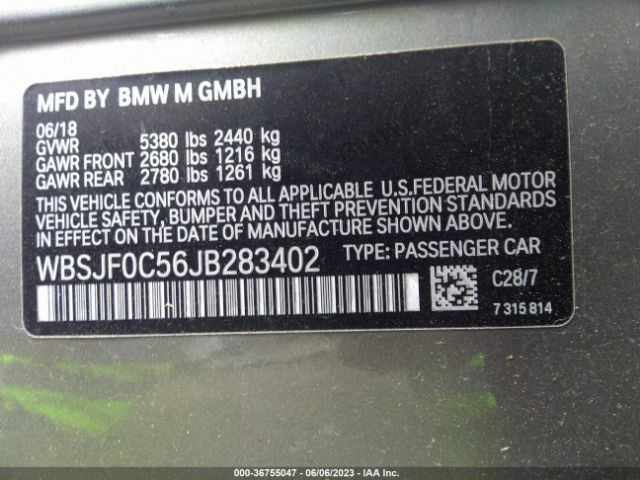 MFD BY BMW M GMBH
06/18
GVWR 5380 lbs 2440 kg
GAWR FRONT 2680 lbs 1216 kg
GAWR REAR 2780 lbs 1261 kg
THIS VEHICLE CONFORMS TO ALL APPLICABLE U.S.FEDERAL MOTOR
VEHICLE SAFETY, BUMPER AND THEFT PREVENTION STANDARDS
IN EFFECT ON THE DATE OF MANUFACTURE SHOWN ABOVE.
WBSJF0C56JB283402 TYPE: PASSENGER CAR
C28/7
7 315 814
000-36755047 - 06/06/2023 - IAA Inc.